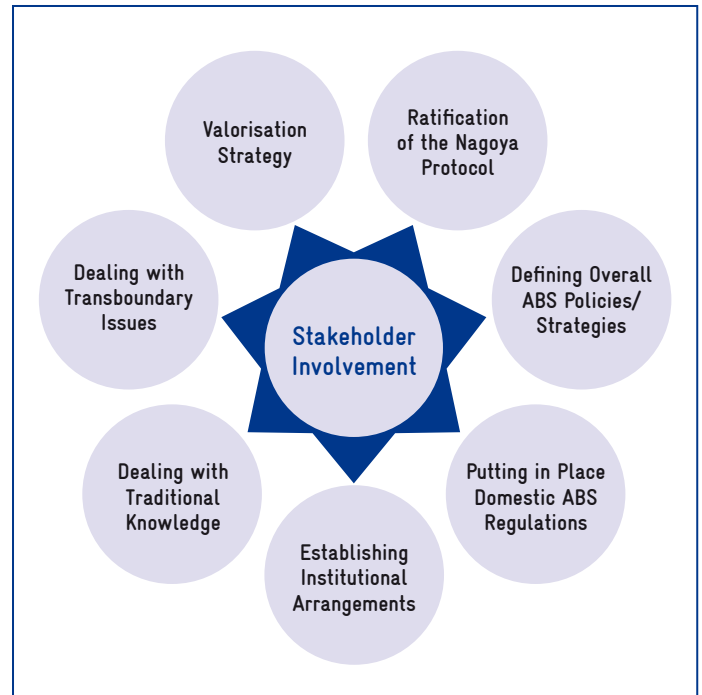 Valorisation
Strategy
Ratification
of the Nagoya
Protocol
Dealing with
Transboundary
Issues
Defining Overall
ABS Policies/
Strategies
Stakeholder
Involvement
Dealing with
Traditional
Knowledge
Putting in Place
Domestic ABS
Regulations
Establishing
Institutional
Arrangements